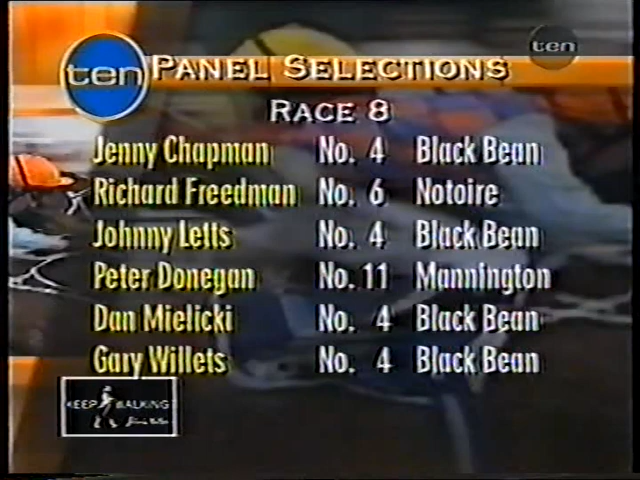 ten PANEL SELECTIONS ten
RACE 8
Jenny Chapman No. 4 Black Bean
Richard Freedman No. 6 Notoire
Johnny Letts No. 4 Black Bean
Peter Donegan No. 11 Mannington
Dan Mielicki No. 4 Black Bean
Gary Willets No. 4 Black Bean
KEEP WALKING
Johnnie Walker